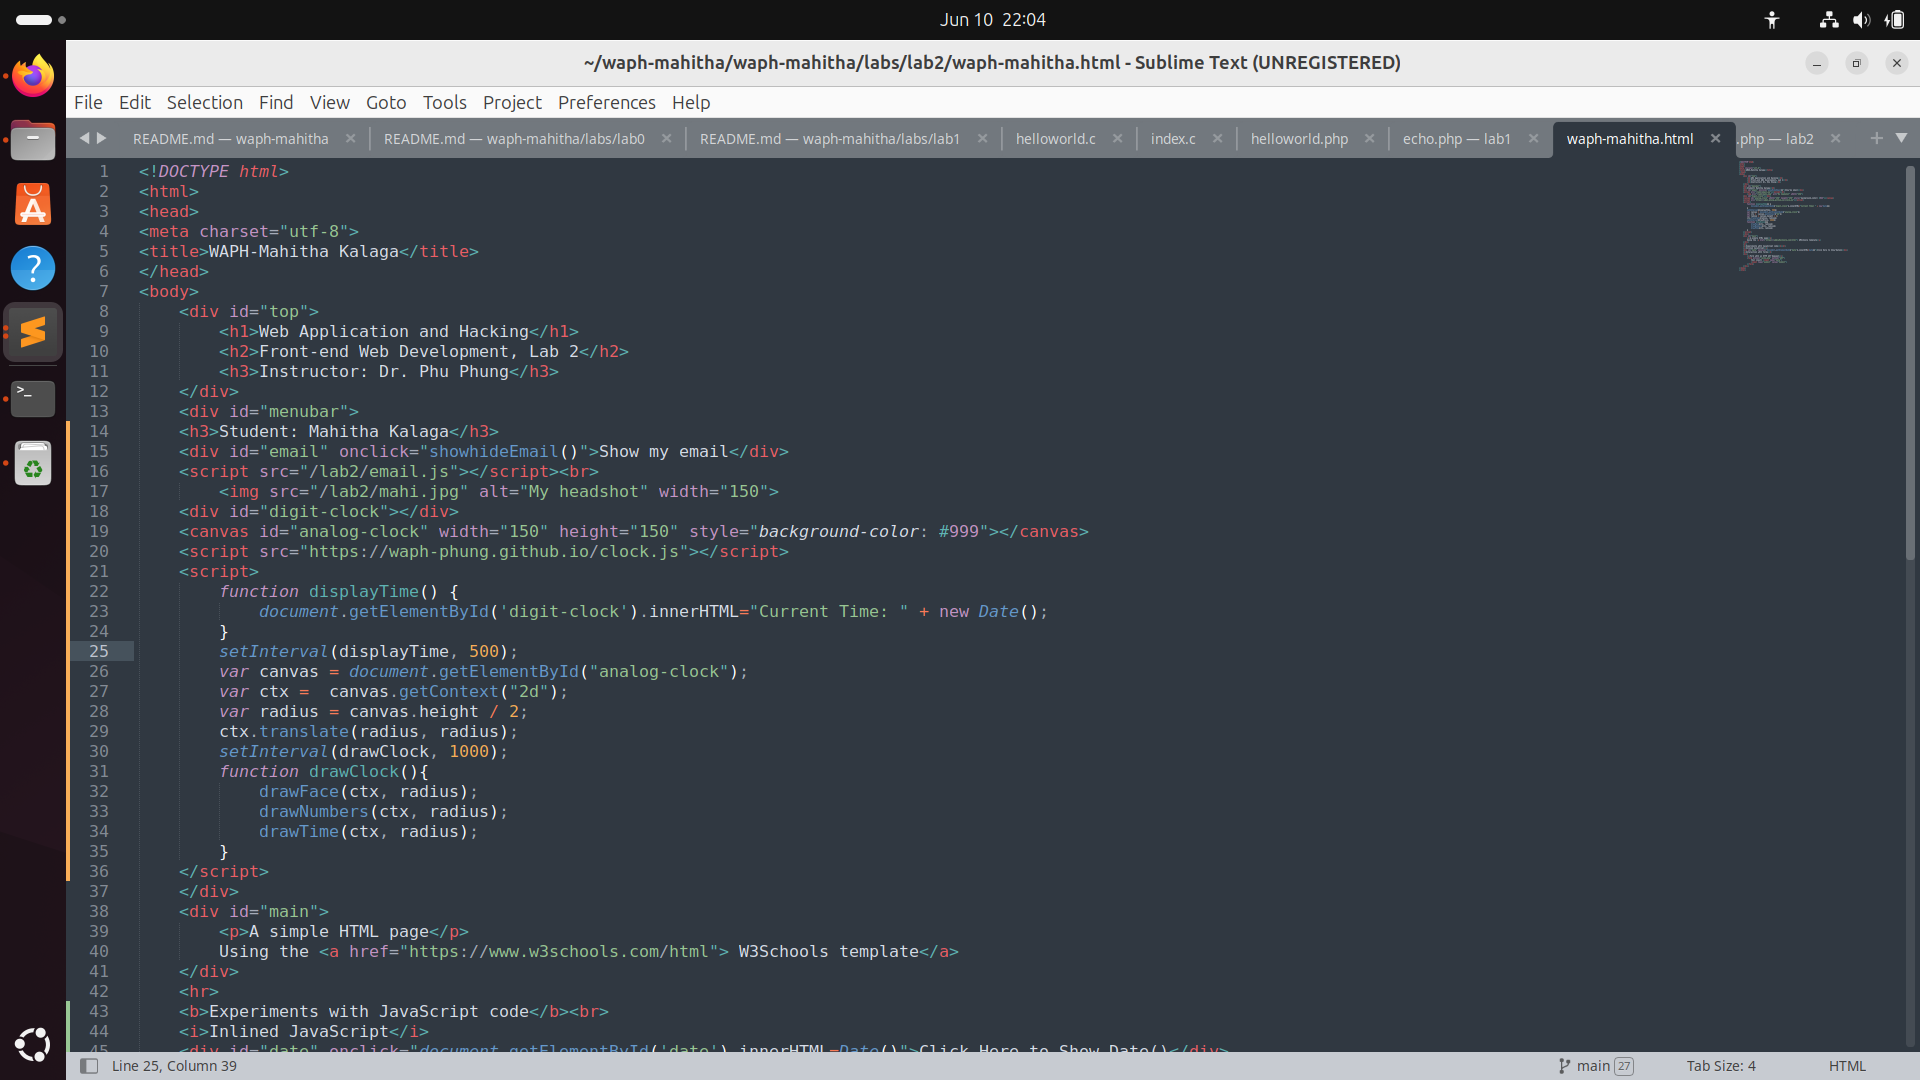 Jun 10 22:04
~/waph-mahitha/waph-mahitha/labs/lab2/waph-mahitha.html - Sublime Text (UNREGISTERED)
File Edit Selection Find View Goto Tools Project Preferences Help
README.md — waph-mahitha README.md — waph-mahitha/labs/lab0 README.md — waph-mahitha/labs/lab1 helloworld.c index.c helloworld.php echo.php — lab1 waph-mahitha.html .php — lab2
1 <!DOCTYPE html>
2 <html>
3 <head>
4 <meta charset="utf-8">
5 <title>WAPH-Mahitha Kalaga</title>
6 </head>
7 <body>
8 <div id="top">
9 <h1>Web Application and Hacking</h1>
10 <h2>Front-end Web Development, Lab 2</h2>
11 <h3>Instructor: Dr. Phu Phung</h3>
12 </div>
13 <div id="menubar">
14 <h3>Student: Mahitha Kalaga</h3>
15 <div id="email" onclick="showhideEmail()">Show my email</div>
16 <script src="/lab2/email.js"></script><br>
17 <img src="/lab2/mahi.jpg" alt="My headshot" width="150">
18 <div id="digit-clock"></div>
19 <canvas id="analog-clock" width="150" height="150" style="background-color: #999"></canvas>
20 <script src="https://waph-phung.github.io/clock.js"></script>
21 <script>
22 function displayTime() {
23 document.getElementById('digit-clock').innerHTML="Current Time: " + new Date();
24 }
25 setInterval(displayTime, 500);
26 var canvas = document.getElementById("analog-clock");
27 var ctx =  canvas.getContext("2d");
28 var radius = canvas.height / 2;
29 ctx.translate(radius, radius);
30 setInterval(drawClock, 1000);
31 function drawClock(){
32 drawFace(ctx, radius);
33 drawNumbers(ctx, radius);
34 drawTime(ctx, radius);
35 }
36 </script>
37 </div>
38 <div id="main">
39 <p>A simple HTML page</p>
40 Using the <a href="https://www.w3schools.com/html"> W3Schools template</a>
41 </div>
42 <hr>
43 <b>Experiments with JavaScript code</b><br>
44 <i>Inlined JavaScript</i>
45 <div id="date" onclick="document.getElementById('date').innerHTML=Date()">Click Here to Show Date()</div>
Line 25, Column 39 main 27 Tab Size: 4 HTML